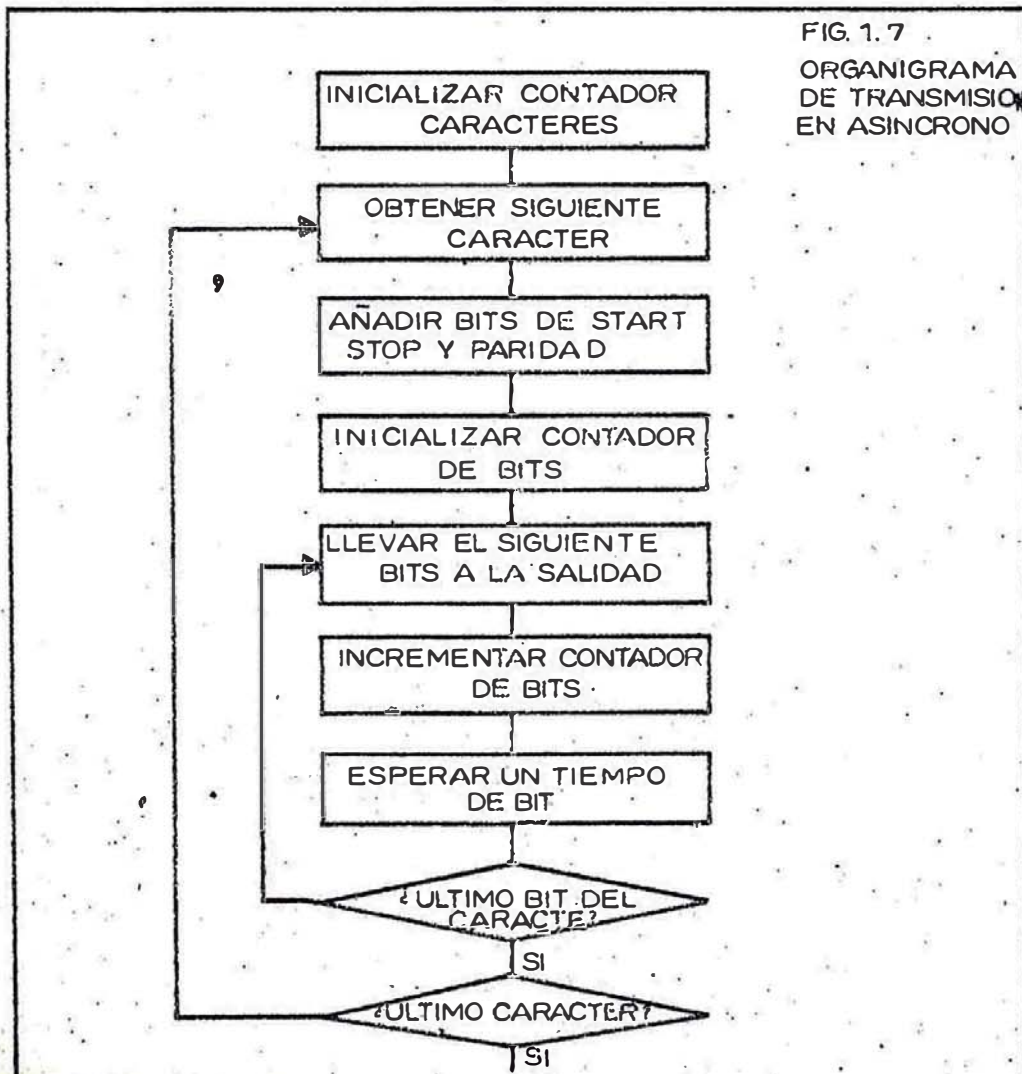 FIG. 1.7
ORGANIGRAMA
DE TRANSMISIO
EN ASINCRONO
INICIALIZAR CONTADOR
CARACTERES
OBTENER SIGUIENTE
CARACTER
AÑADIR BITS DE START
STOP Y PARIDAD
INICIALIZAR CONTADOR
DE BITS
LLEVAR EL SIGUIENTE
BITS A LA SALIDAD
INCREMENTAR CONTADOR
DE BITS
ESPERAR UN TIEMPO
DE BIT
¿ULTIMO BIT DEL
CARACTE?
SI
¿ULTIMO CARACTER?
SI